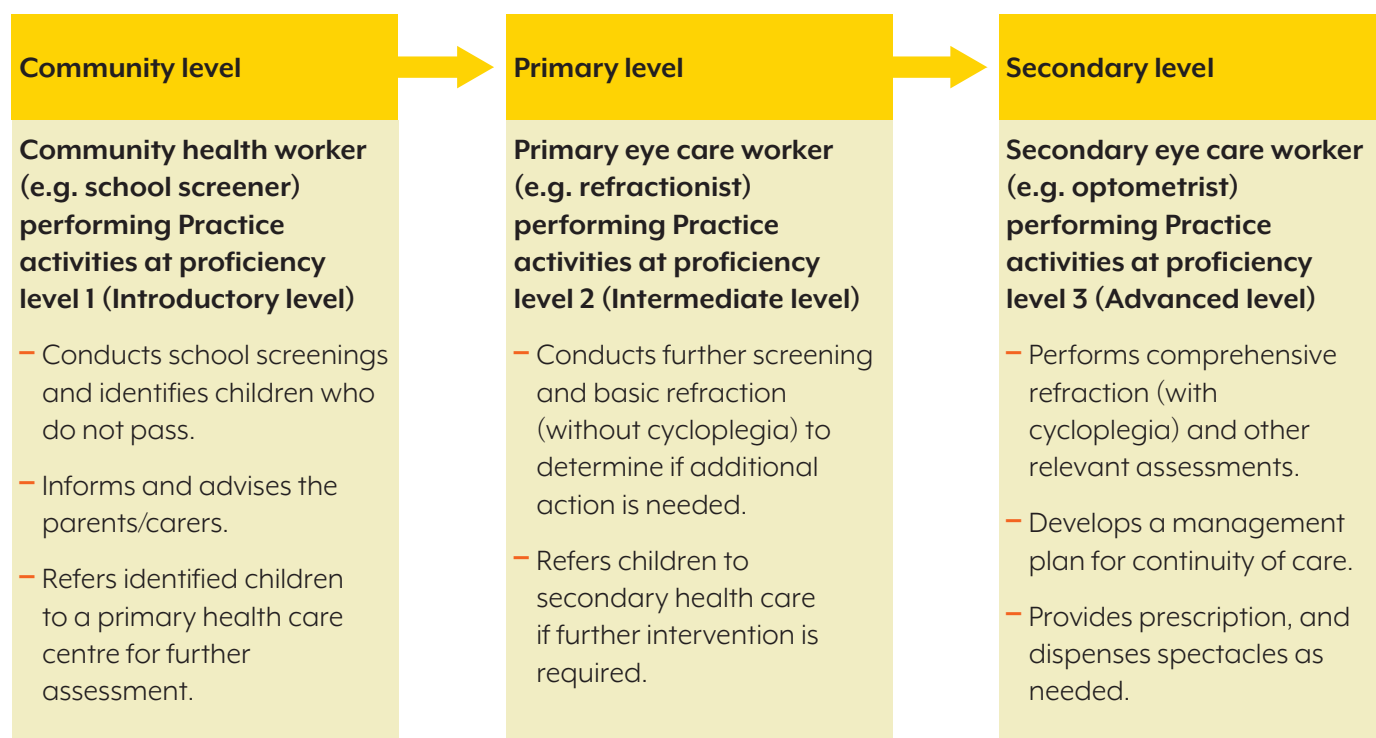 Community level
Community health worker
(e.g. school screener)
performing Practice
activities at proficiency
level 1 (Introductory level)
– Conducts school screenings
and identifies children who
do not pass.
– Informs and advises the
parents/carers.
– Refers identified children
to a primary health care
centre for further
assessment.
Primary level
Primary eye care worker
(e.g. refractionist)
performing Practice
activities at proficiency
level 2 (Intermediate level)
– Conducts further screening
and basic refraction
(without cycloplegia) to
determine if additional
action is needed.
– Refers children to
secondary health care
if further intervention is
required.
Secondary level
Secondary eye care worker
(e.g. optometrist)
performing Practice
activities at proficiency
level 3 (Advanced level)
– Performs comprehensive
refraction (with
cycloplegia) and other
relevant assessments.
– Develops a management
plan for continuity of care.
– Provides prescription, and
dispenses spectacles as
needed.